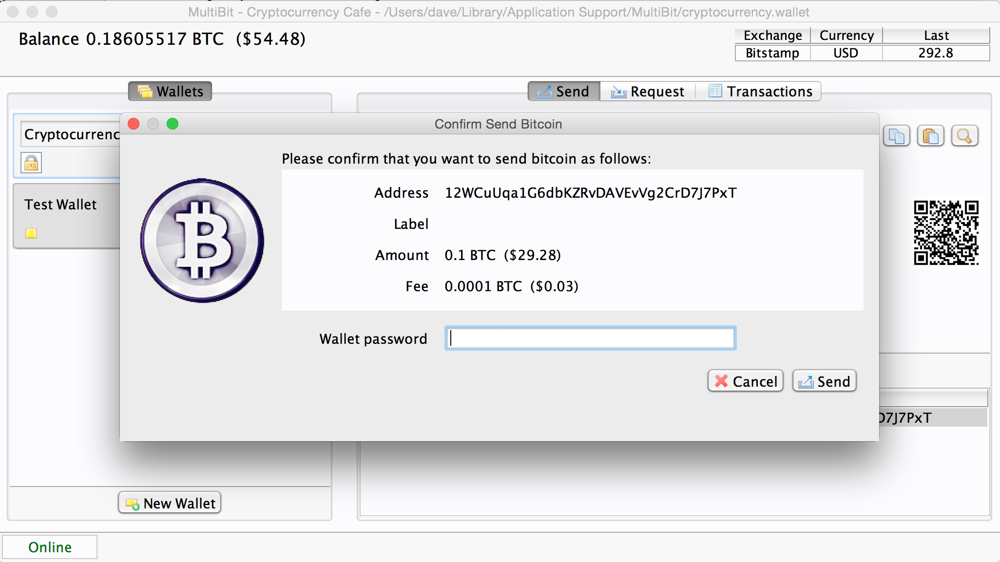 MultiBit - Cryptocurrency Cafe - /Users/dave/Library/Application Support/MultiBit/cryptocurrency.wallet
Balance 0.18605517 BTC ($54.48)
Exchange Currency Last
Bitstamp USD 292.8
Wallets
Send Request Transactions
Confirm Send Bitcoin
Cryptocurrenc
Test Wallet
Please confirm that you want to send bitcoin as follows:
Address 12WCuUqa1G6dbKZRvDAVEvVg2CrD7J7PxT
Label
Amount 0.1 BTC ($29.28)
Fee 0.0001 BTC ($0.03)
Wallet password
Cancel Send
D7J7PxT
New Wallet
Online